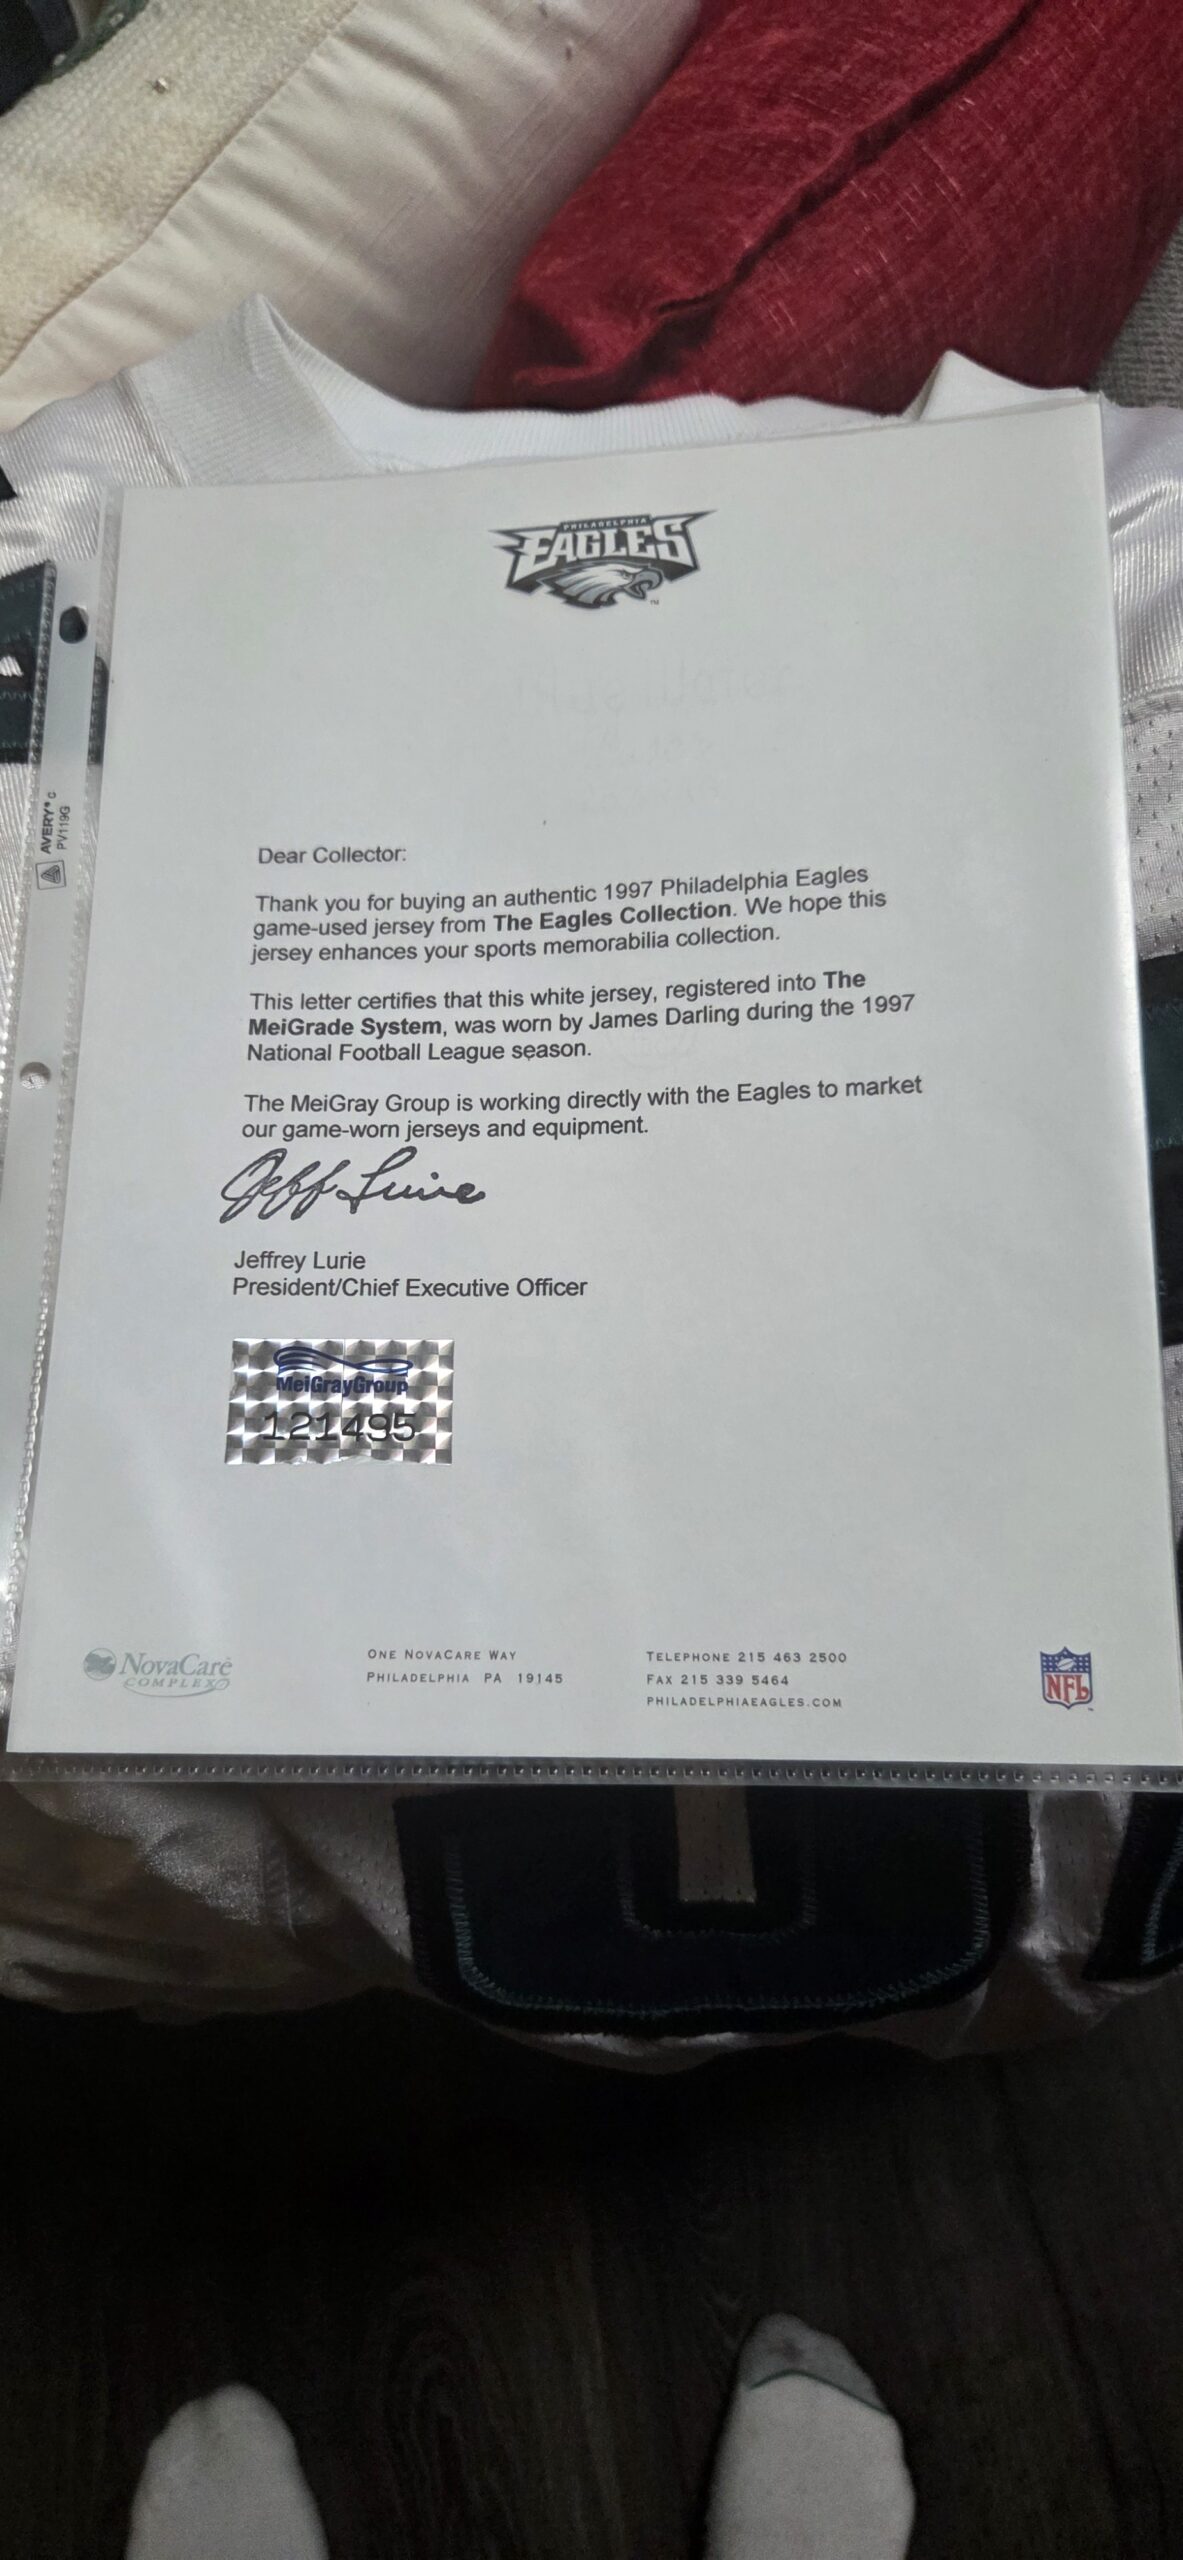 PHILADELPHIA
EAGLES
TM
AVERY®
PV119G
Dear Collector:
Thank you for buying an authentic 1997 Philadelphia Eagles
game-used jersey from The Eagles Collection. We hope this
jersey enhances your sports memorabilia collection.
This letter certifies that this white jersey, registered into The
MeiGrade System, was worn by James Darling during the 1997
National Football League season.
The MeiGray Group is working directly with the Eagles to market
our game-worn jerseys and equipment.
Jeff Lurie
Jeffrey Lurie
President/Chief Executive Officer
MeiGrayGroup
121495
NovaCare
COMPLEX
ONE NOVACARE WAY
PHILADELPHIA PA 19145
TELEPHONE 215 463 2500
FAX 215 339 5464
PHILADELPHIAEAGLES.COM
NFL